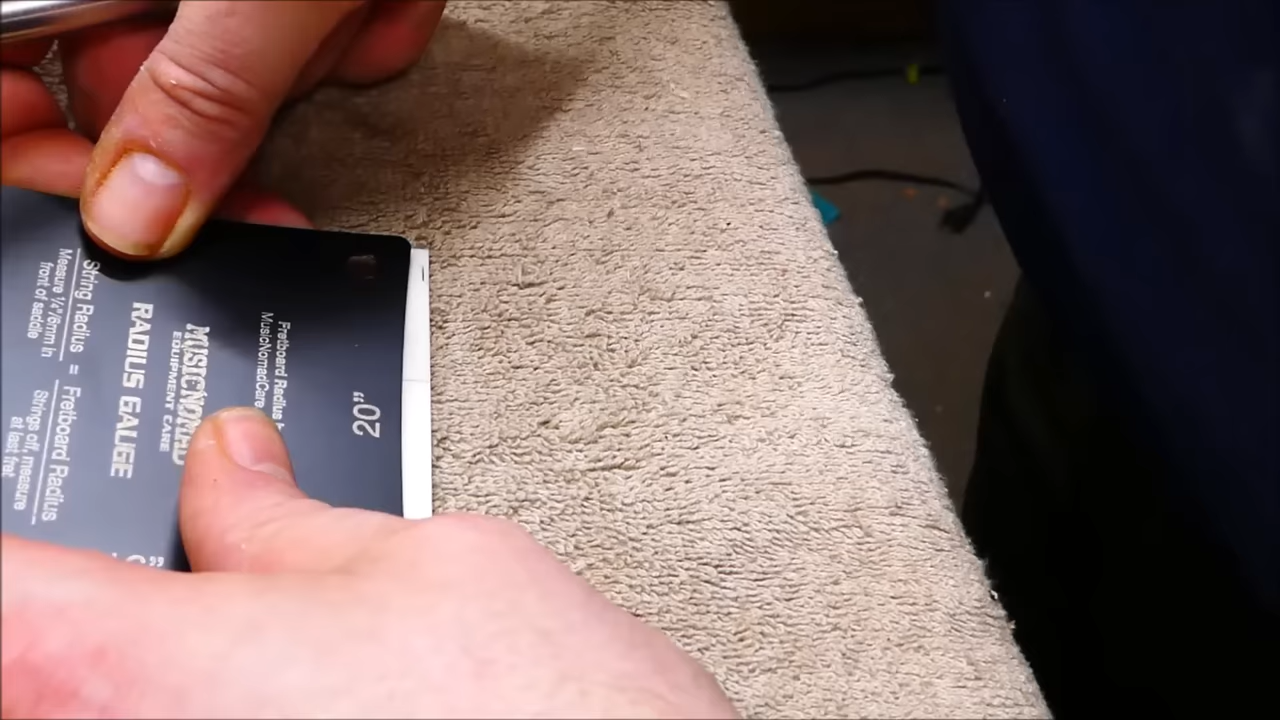 20”
Fretboard Radius
MusicNomadCare
MUSICNOMAD
EQUIPMENT CARE
RADIUS GAUGE
String Radius = Fretboard Radius
Measure ¼”/6mm in
front of saddle
Strings off, measure
at last fret